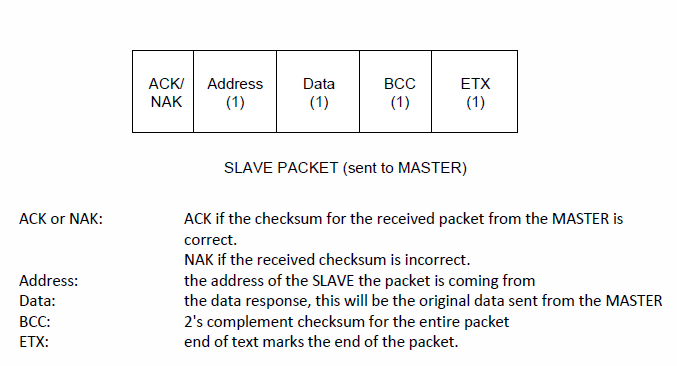 ACK/ Address Data BCC ETX
NAK (1) (1) (1) (1)
SLAVE PACKET (sent to MASTER)
ACK or NAK: ACK if the checksum for the received packet from the MASTER is
correct.
NAK if the received checksum is incorrect.
Address: the address of the SLAVE the packet is coming from
Data: the data response, this will be the original data sent from the MASTER
BCC: 2's complement checksum for the entire packet
ETX: end of text marks the end of the packet.